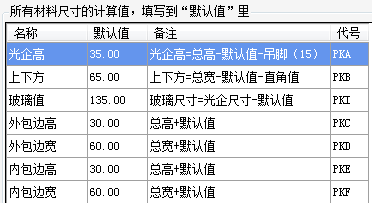 所有材料尺寸的计算值，填写到“默认值”里
名称 默认值 备注 代号
光企高 35.00 光企高=总高-默认值-吊脚（15） PKA
上下方 65.00 上下方=总宽-默认值-直角值 PKB
玻璃值 135.00 玻璃尺寸=光企尺寸-默认值 PKI
外包边高 30.00 总高+默认值 PKC
外包边宽 60.00 总宽+默认值 PKD
内包边高 30.00 总高+默认值 PKE
内包边宽 60.00 总宽+默认值 PKF